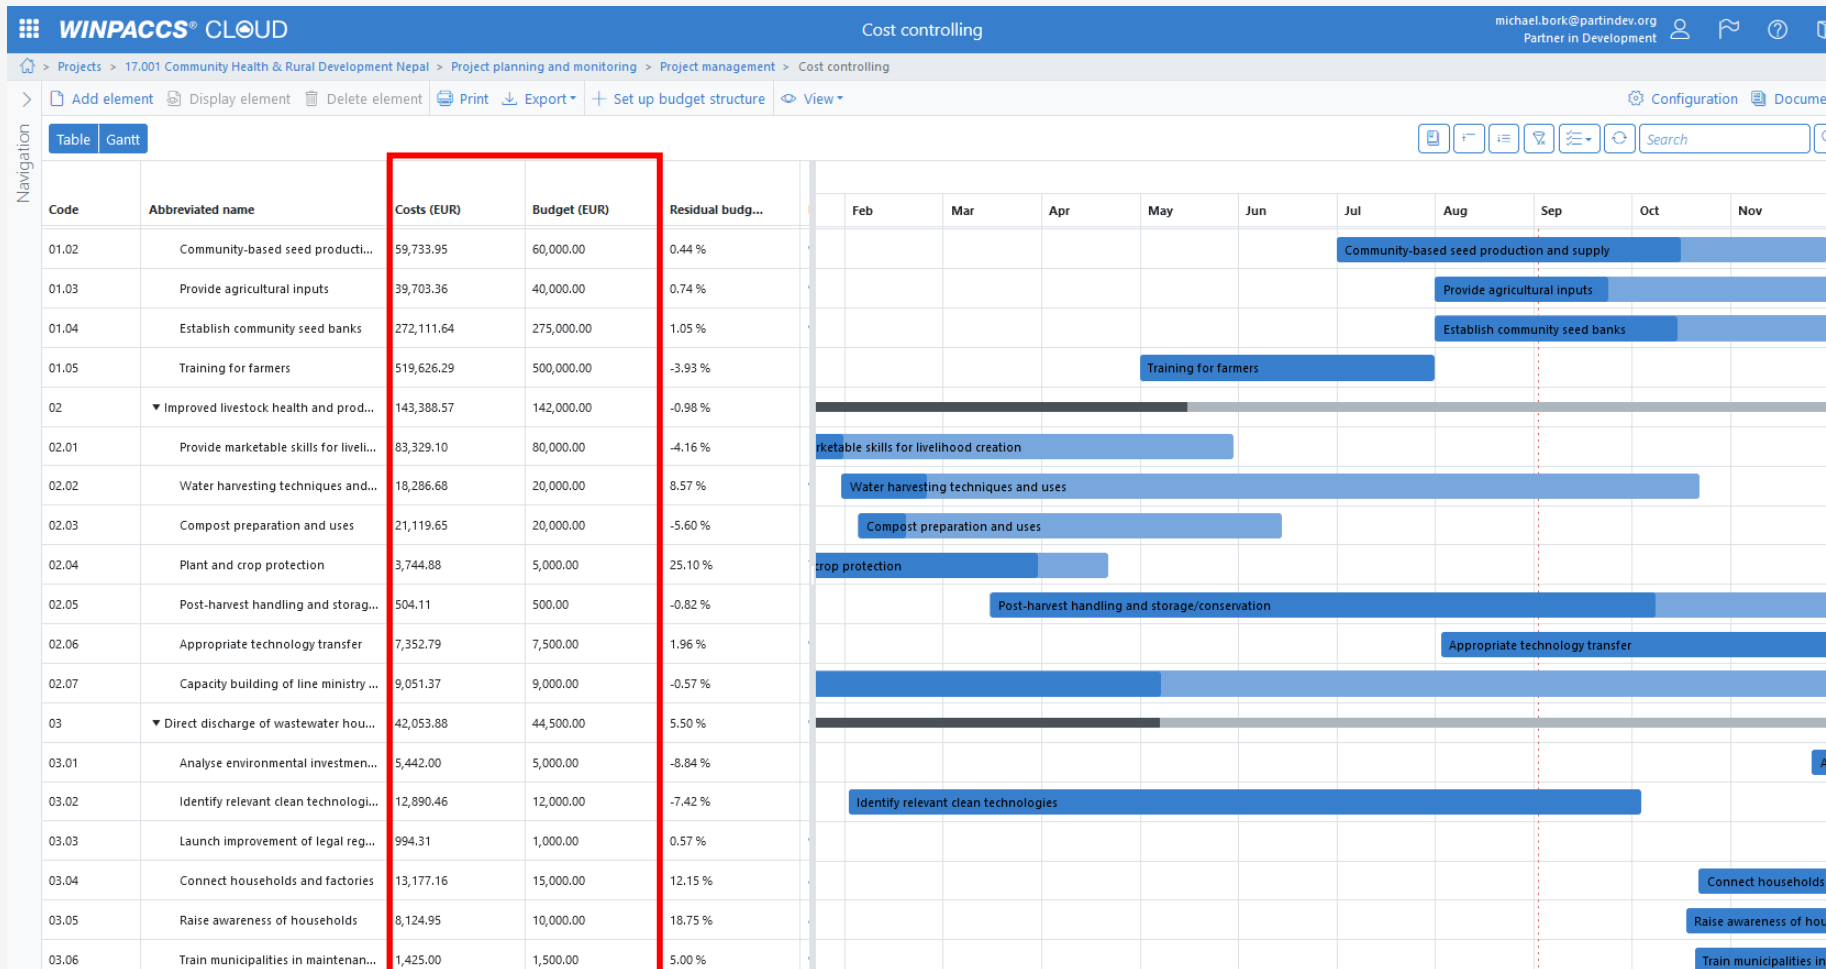 WINPACCS® CLOUD
Cost controlling
michael.bork@partindev.org
Partner in Development
> Projects > 17.001 Community Health & Rural Development Nepal > Project planning and monitoring > Project management > Cost controlling
Add element Display element Delete element Print Export Set up budget structure View Configuration Docume
Navigation
Table Gantt Search
Code Abbreviated name Costs (EUR) Budget (EUR) Residual budg... Feb Mar Apr May Jun Jul Aug Sep Oct Nov
01.02 Community-based seed producti... 59,733.95 60,000.00 0.44 % Community-based seed production and supply
01.03 Provide agricultural inputs 39,703.36 40,000.00 0.74 % Provide agricultural inputs
01.04 Establish community seed banks 272,111.64 275,000.00 1.05 % Establish community seed banks
01.05 Training for farmers 519,626.29 500,000.00 -3.93 % Training for farmers
02 Improved livestock health and prod... 143,388.57 142,000.00 -0.98 %
02.01 Provide marketable skills for liveli... 83,329.10 80,000.00 -4.16 % rketable skills for livelihood creation
02.02 Water harvesting techniques and... 18,286.68 20,000.00 8.57 % Water harvesting techniques and uses
02.03 Compost preparation and uses 21,119.65 20,000.00 -5.60 % Compost preparation and uses
02.04 Plant and crop protection 3,744.88 5,000.00 25.10 % crop protection
02.05 Post-harvest handling and storag... 504.11 500.00 -0.82 % Post-harvest handling and storage/conservation
02.06 Appropriate technology transfer 7,352.79 7,500.00 1.96 % Appropriate technology transfer
02.07 Capacity building of line ministry ... 9,051.37 9,000.00 -0.57 %
03 Direct discharge of wastewater hou... 42,053.88 44,500.00 5.50 %
03.01 Analyse environmental investmen... 5,442.00 5,000.00 -8.84 % A
03.02 Identify relevant clean technologi... 12,890.46 12,000.00 -7.42 % Identify relevant clean technologies
03.03 Launch improvement of legal reg... 994.31 1,000.00 0.57 %
03.04 Connect households and factories 13,177.16 15,000.00 12.15 % Connect households
03.05 Raise awareness of households 8,124.95 10,000.00 18.75 % Raise awareness of hou
03.06 Train municipalities in maintenan... 1,425.00 1,500.00 5.00 % Train municipalities in